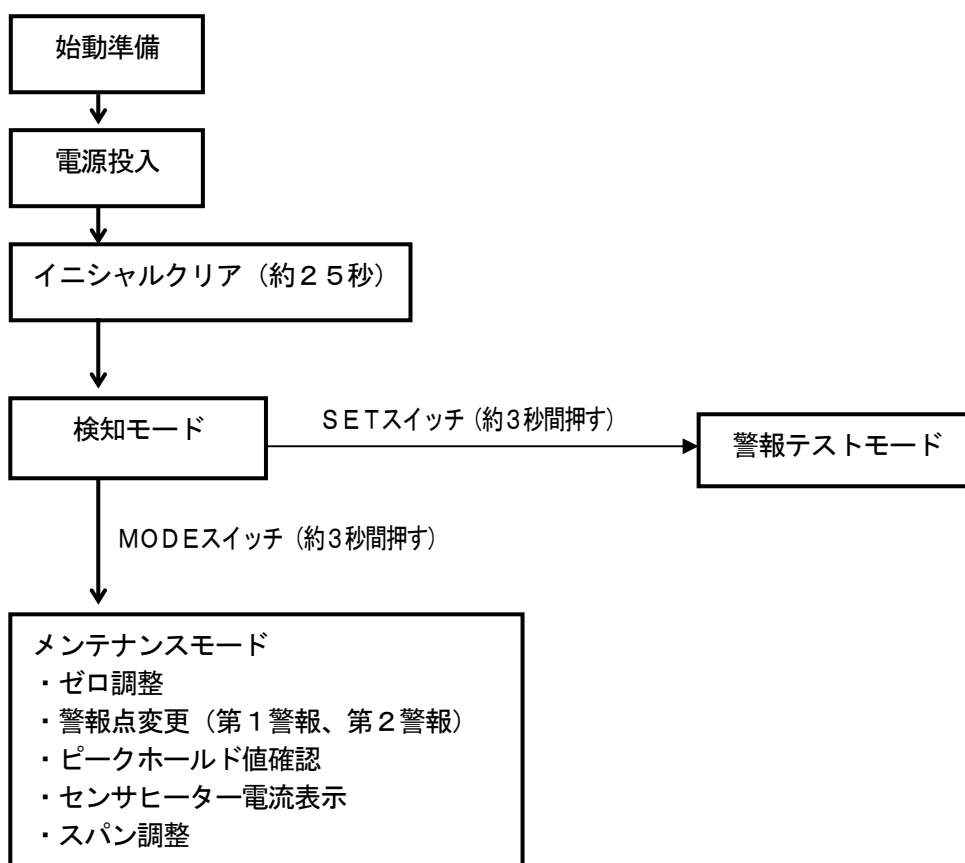 始動準備
電源投入
イニシャルクリア（約２５秒）
検知モード
ＳＥＴスイッチ（約３秒間押す）
警報テストモード
ＭＯＤＥスイッチ（約３秒間押す）
メンテナンスモード
・ゼロ調整
・警報点変更（第１警報、第２警報）
・ピークホールド値確認
・センサヒーター電流表示
・スパン調整